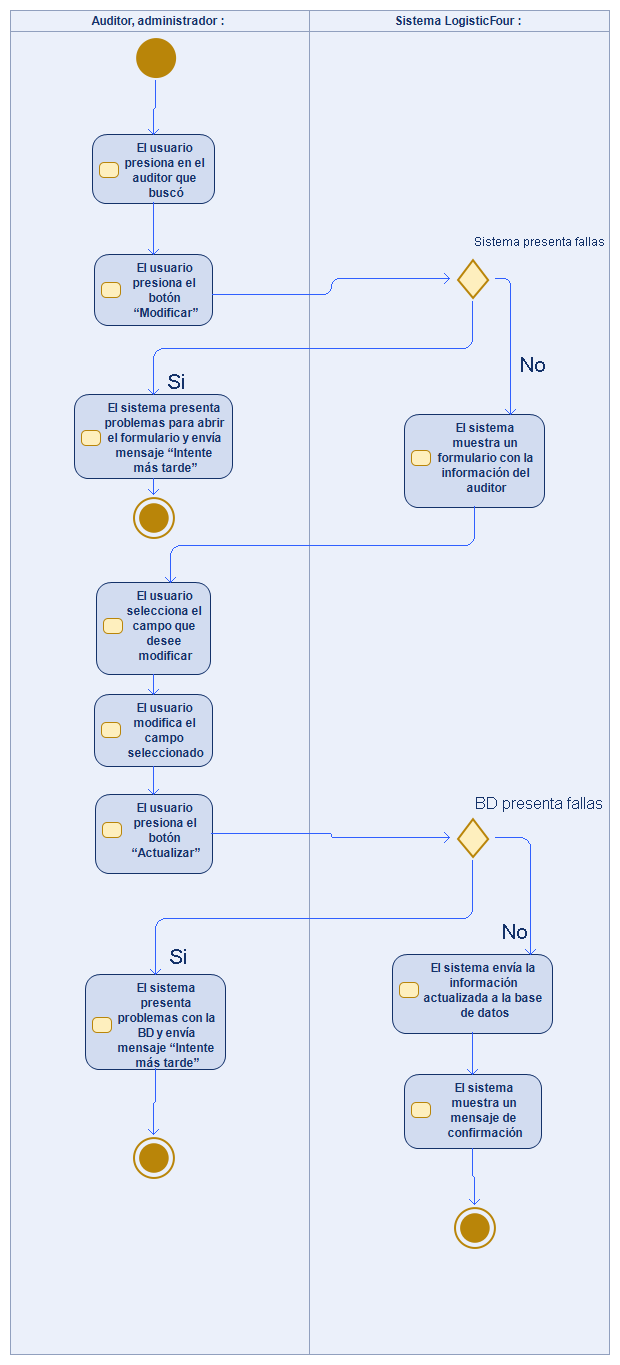 Auditor, administrador :
Sistema LogisticFour :
El usuario
presiona en el
auditor que
buscó
Sistema presenta fallas
El usuario
presiona el
botón
“Modificar”
No
Si
El sistema presenta
problemas para abrir
el formulario y envía
mensaje “Intente
más tarde”
El sistema
muestra un
formulario con la
información del
auditor
El usuario
selecciona el
campo que
desee
modificar
El usuario
modifica el
campo
seleccionado
BD presenta fallas
El usuario
presiona el
botón
“Actualizar”
No
Si
El sistema envía la
información
actualizada a la base
de datos
El sistema
presenta
problemas con la
BD y envía
mensaje “Intente
más tarde”
El sistema
muestra un
mensaje de
confirmación